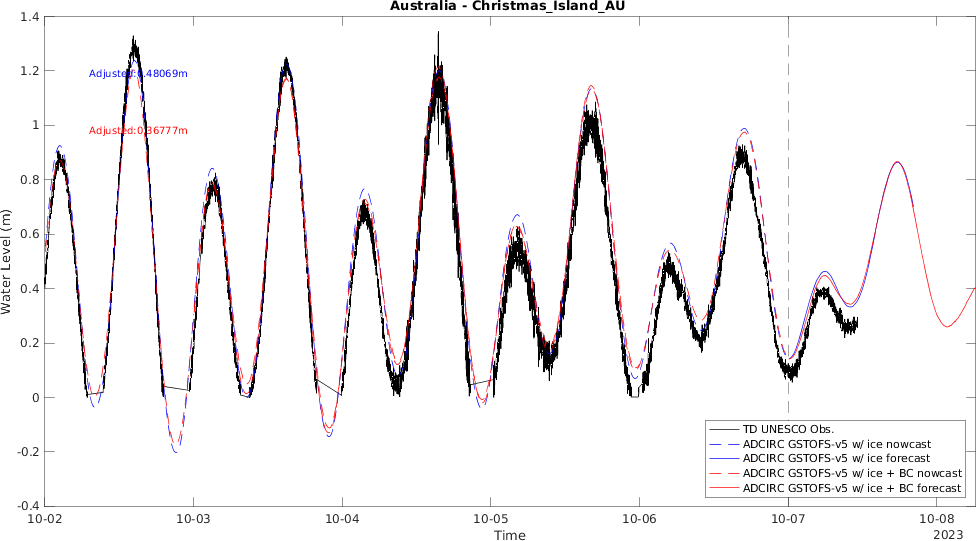 Australia - Christmas_Island_AU
1.4
1.2
1
0.8
0.6
0.4
0.2
0
-0.2
-0.4
Water Level (m)
Adjusted:0.48069m
Adjusted:0.36777m
TD UNESCO Obs.
ADCIRC GSTOFS-v5 w/ ice nowcast
ADCIRC GSTOFS-v5 w/ ice forecast
ADCIRC GSTOFS-v5 w/ ice + BC nowcast
ADCIRC GSTOFS-v5 w/ ice + BC forecast
10-02 10-03 10-04 10-05 10-06 10-07 10-08
Time
2023